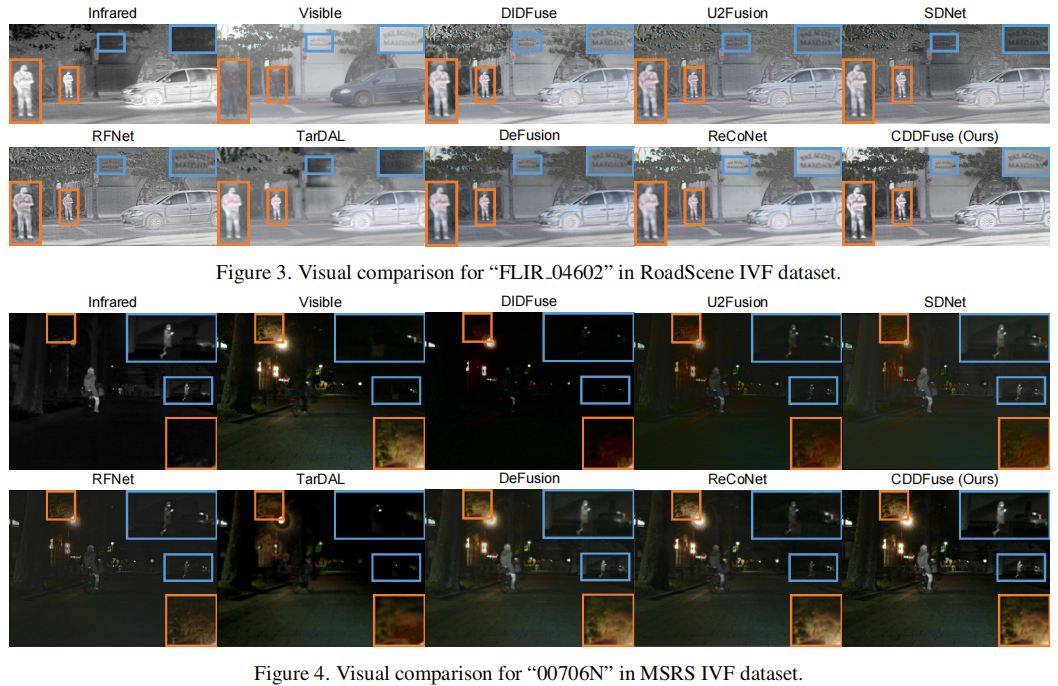 Infrared Visible DIDFuse U2Fusion SDNet
RFNet TarDAL DeFusion ReCoNet CDDFuse (Ours)
Figure 3. Visual comparison for “FLIR_04602” in RoadScene IVF dataset.
Infrared Visible DIDFuse U2Fusion SDNet
RFNet TarDAL DeFusion ReCoNet CDDFuse (Ours)
Figure 4. Visual comparison for “00706N” in MSRS IVF dataset.